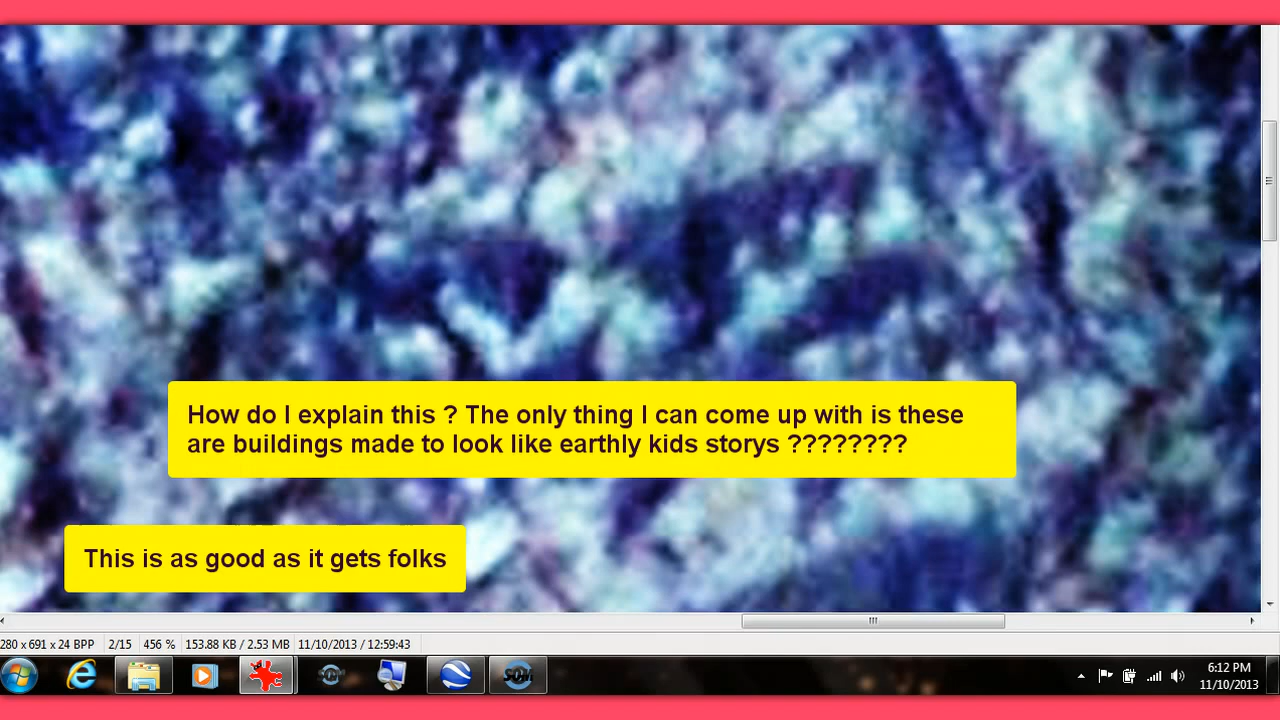 How do I explain this ? The only thing I can come up with is these
are buildings made to look like earthly kids storys ????????
This is as good as it gets folks
280 x 691 x 24 BPP 2/15 456 % 153.88 KB / 2.53 MB 11/10/2013 / 12:59:43
6:12 PM
11/10/2013